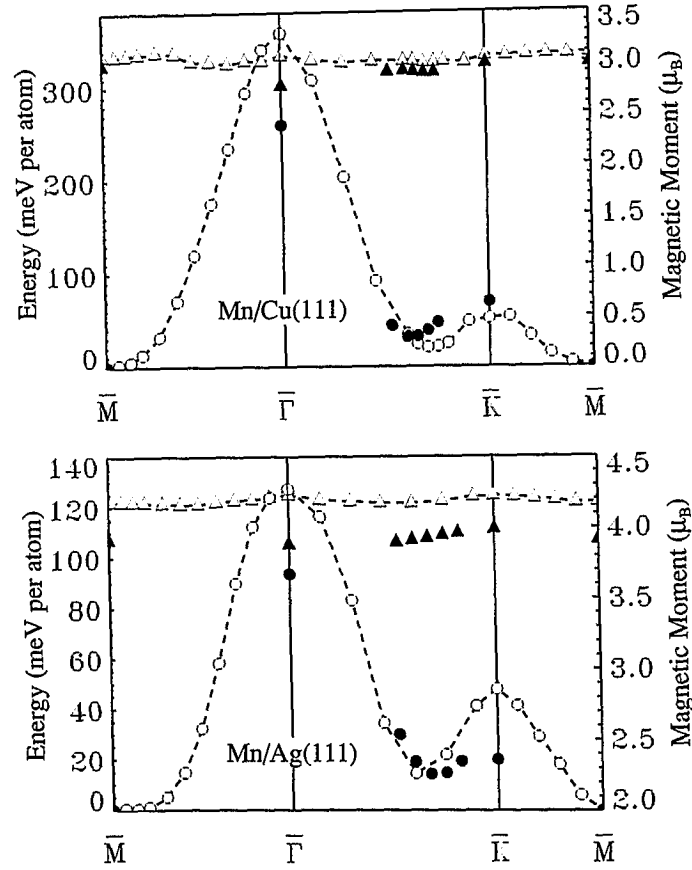 3.5
300 3.0
2.5
200 2.0
1.5
100 1.0
0.5
0 0.0
Energy (meV per atom)
Magnetic Moment (μB)
Mn/Cu(111)
M̅ Γ̅ K̅ M̅
140 4.5
120
100 4.0
80 3.5
60 3.0
40
20 2.5
0 2.0
Energy (meV per atom)
Magnetic Moment (μB)
Mn/Ag(111)
M̅ Γ̅ K̅ M̅